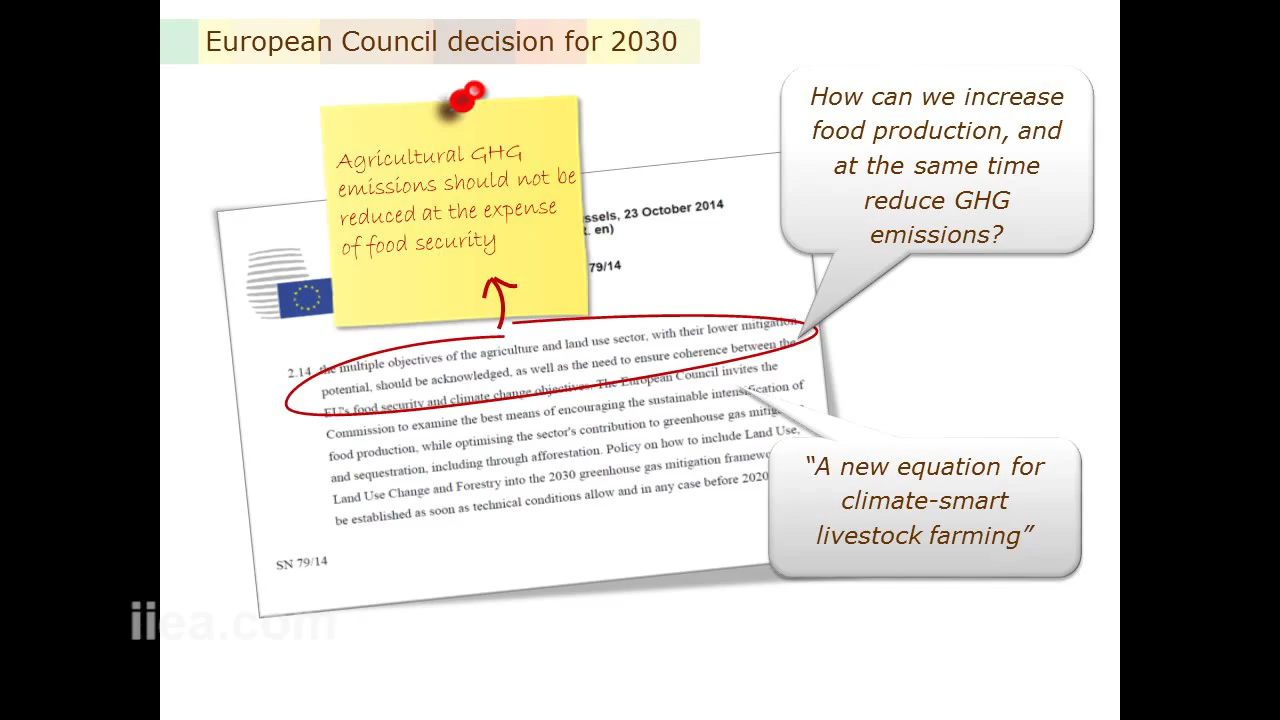 European Council decision for 2030
Agricultural GHG
emissions should not be
reduced at the expense
of food security
ssels, 23 October 2014
. en)
79/14
How can we increase
food production, and
at the same time
reduce GHG
emissions?
2.14 the multiple objectives of the agriculture and land use sector, with their lower mitigation
potential, should be acknowledged, as well as the need to ensure coherence between the
EU's food security and climate change objectives. The European Council invites the
Commission to examine the best means of encouraging the sustainable intensification of
food production, while optimising the sector's contribution to greenhouse gas
and sequestration, including through afforestation. Policy on how to include Land Use,
Land Use Change and Forestry into the 2030 greenhouse gas mitigation
be established as soon as technical conditions allow and in any case before 2020
SN 79/14
“A new equation for
climate-smart
livestock farming”
iiea.com